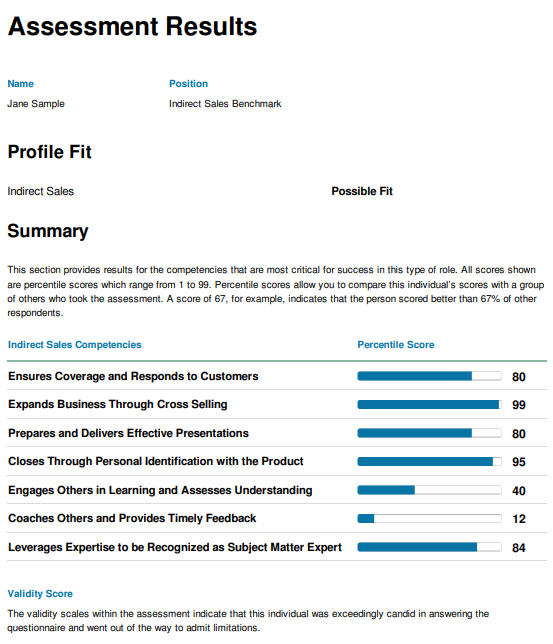 Assessment Results
Name Position
Jane Sample Indirect Sales Benchmark
Profile Fit
Indirect Sales Possible Fit
Summary
This section provides results for the competencies that are most critical for success in this type of role. All scores shown
are percentile scores which range from 1 to 99. Percentile scores allow you to compare this individual's scores with a group
of others who took the assessment. A score of 67, for example, indicates that the person scored better than 67% of other
respondents.
Indirect Sales Competencies Percentile Score
Ensures Coverage and Responds to Customers 80
Expands Business Through Cross Selling 99
Prepares and Delivers Effective Presentations 80
Closes Through Personal Identification with the Product 95
Engages Others in Learning and Assesses Understanding 40
Coaches Others and Provides Timely Feedback 12
Leverages Expertise to be Recognized as Subject Matter Expert 84
Validity Score
The validity scales within the assessment indicate that this individual was exceedingly candid in answering the
questionnaire and went out of the way to admit limitations.